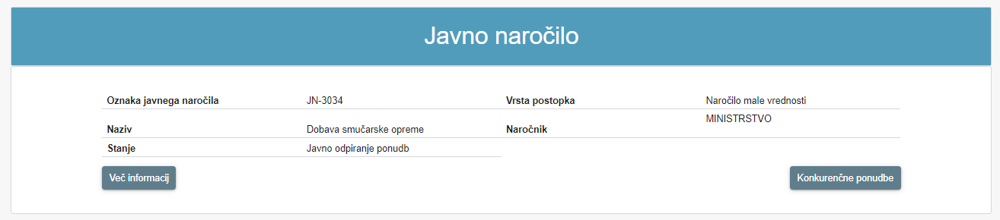 Javno naročilo
Oznaka javnega naročila JN-3034 Vrsta postopka Naročilo male vrednosti
MINISTRSTVO
Naziv Dobava smučarske opreme Naročnik
Stanje Javno odpiranje ponudb
Več informacij Konkurenčne ponudbe